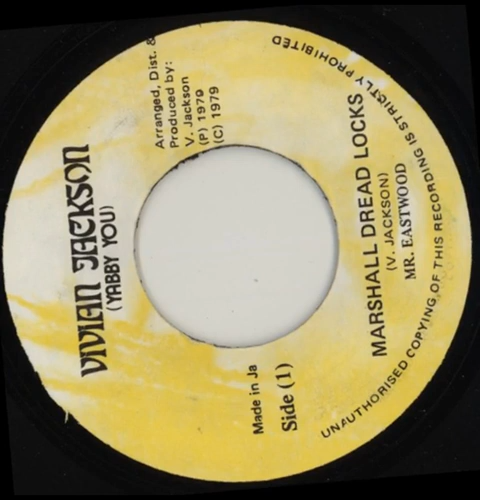 VIVIAN JACKSON
(YABBY YOU)
Arranged, Dist. &
Produced by:
V. Jackson
(P) 1979
(C) 1979
Made in Ja
Side (1)
MARSHALL DREAD LOCKS
(V. JACKSON)
MR. EASTWOOD
UNAUTHORISED COPYING OF THIS RECORDING IS STRICTLY PROHIBITED